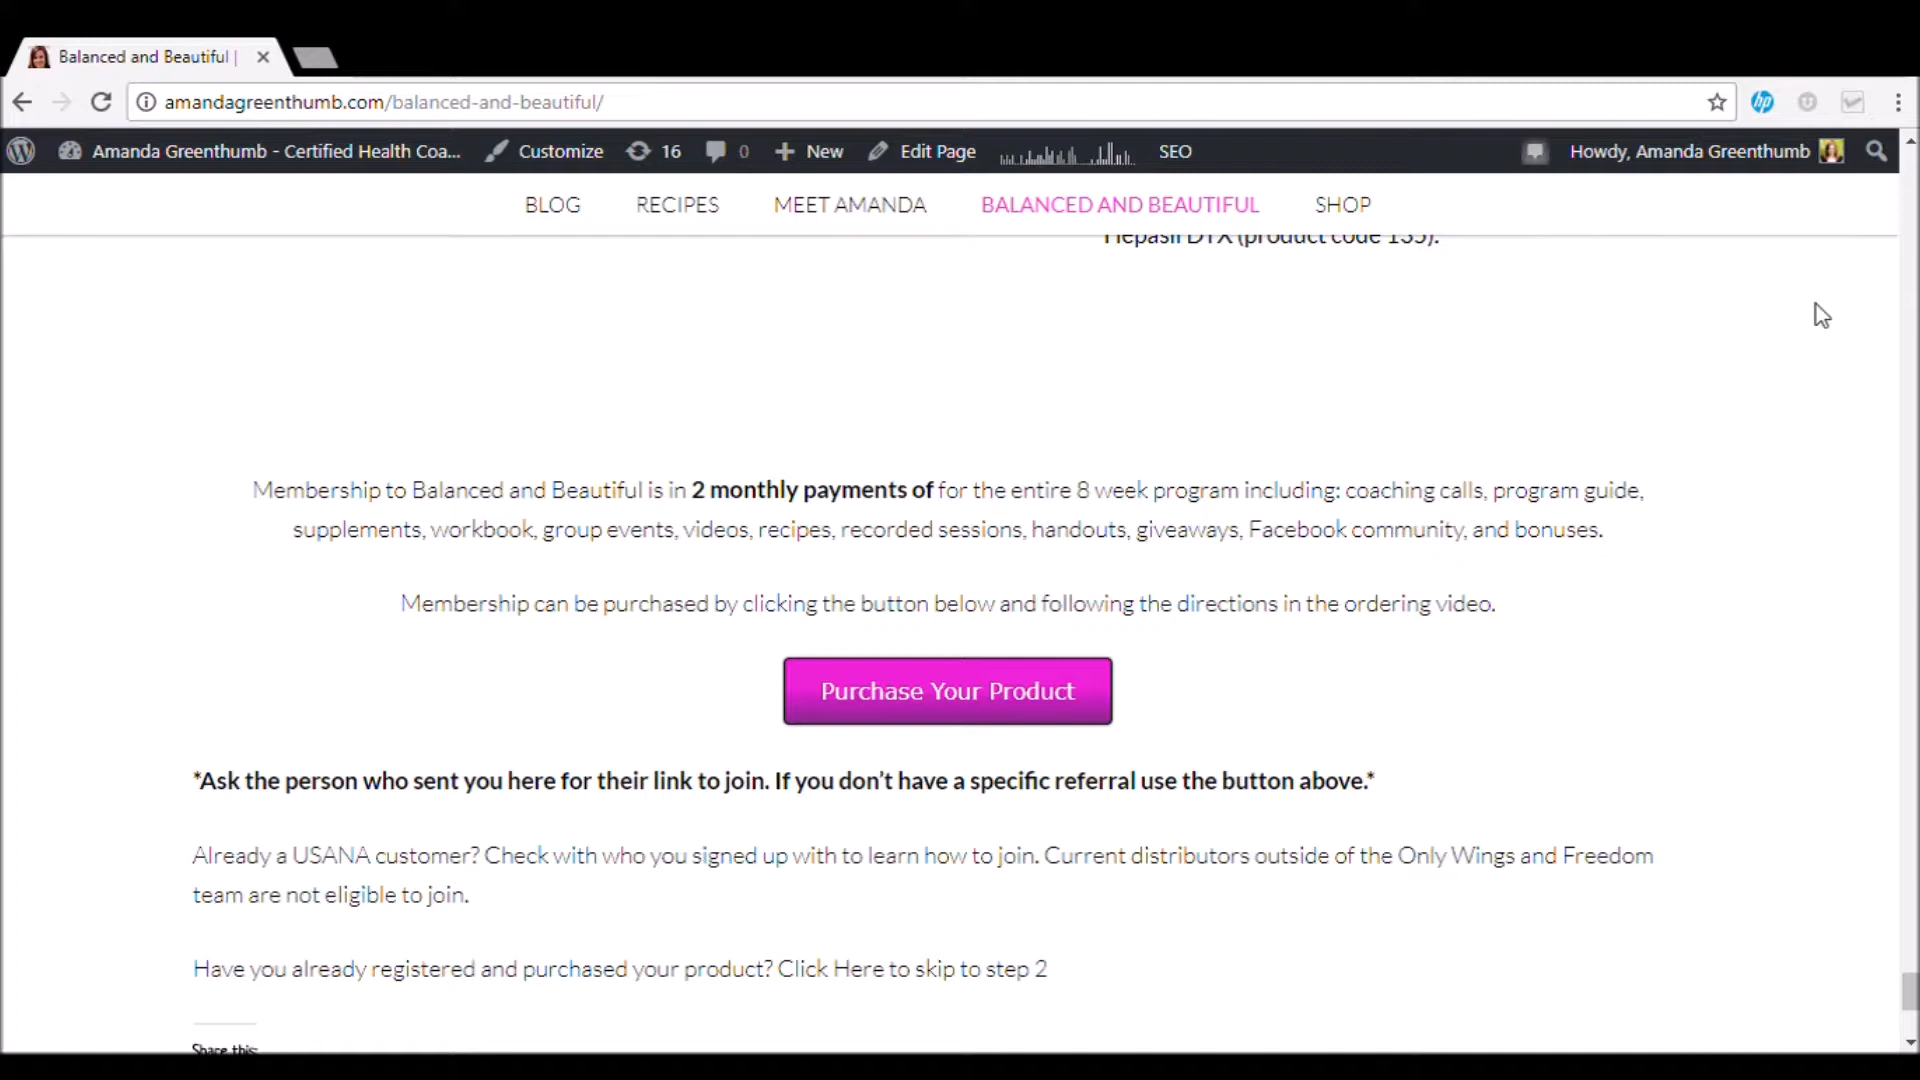 Balanced and Beautiful |
amandagreenthumb.com/balanced-and-beautiful/
Amanda Greenthumb - Certified Health Coa... Customize 16 0 New Edit Page SEO Howdy, Amanda Greenthumb
BLOG RECIPES MEET AMANDA BALANCED AND BEAUTIFUL SHOP
Hepasil DTX (product code 135).
Membership to Balanced and Beautiful is in 2 monthly payments of for the entire 8 week program including: coaching calls, program guide,
supplements, workbook, group events, videos, recipes, recorded sessions, handouts, giveaways, Facebook community, and bonuses.
Membership can be purchased by clicking the button below and following the directions in the ordering video.
Purchase Your Product
*Ask the person who sent you here for their link to join. If you don’t have a specific referral use the button above.*
Already a USANA customer? Check with who you signed up with to learn how to join. Current distributors outside of the Only Wings and Freedom
team are not eligible to join.
Have you already registered and purchased your product? Click Here to skip to step 2
Share this: